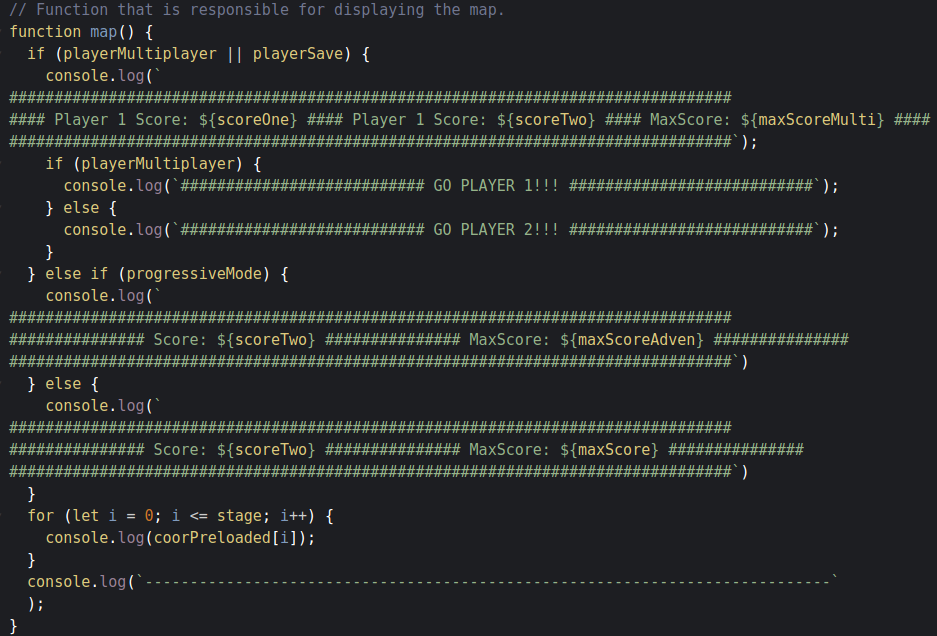 // Function that is responsible for displaying the map.
function map() {
  if (playerMultiplayer || playerSave) {
    console.log(`
################################################################################
#### Player 1 Score: ${scoreOne} #### Player 1 Score: ${scoreTwo} #### MaxScore: ${maxScoreMulti} ####
################################################################################`);
    if (playerMultiplayer) {
      console.log(`########################### GO PLAYER 1!!! ###########################`);
    } else {
      console.log(`########################### GO PLAYER 2!!! ###########################`);
    }
  } else if (progressiveMode) {
    console.log(`
################################################################################
############### Score: ${scoreTwo} ############### MaxScore: ${maxScoreAdven} ###############
################################################################################`)
  } else {
    console.log(`
################################################################################
############### Score: ${scoreTwo} ############### MaxScore: ${maxScore} ###############
################################################################################`)
  }
  for (let i = 0; i <= stage; i++) {
    console.log(coorPreloaded[i]);
  }
  console.log(`----------------------------------------------------------------------------`
  );
}